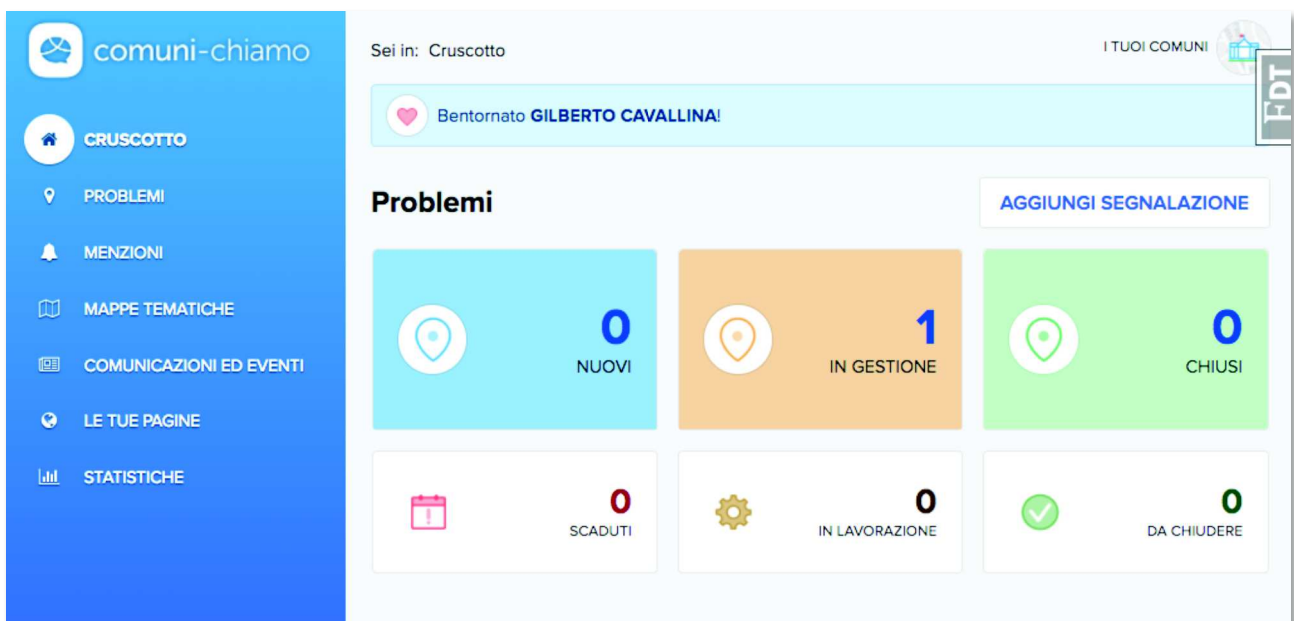 comuni-chiamo
CRUSCOTTO
PROBLEMI
MENZIONI
MAPPE TEMATICHE
COMUNICAZIONI ED EVENTI
LE TUE PAGINE
STATISTICHE
Sei in: Cruscotto
I TUOI COMUNI
FDT
Bentornato GILBERTO CAVALLINA!
Problemi
AGGIUNGI SEGNALAZIONE
0
NUOVI
1
IN GESTIONE
0
CHIUSI
0
SCADUTI
0
IN LAVORAZIONE
0
DA CHIUDERE